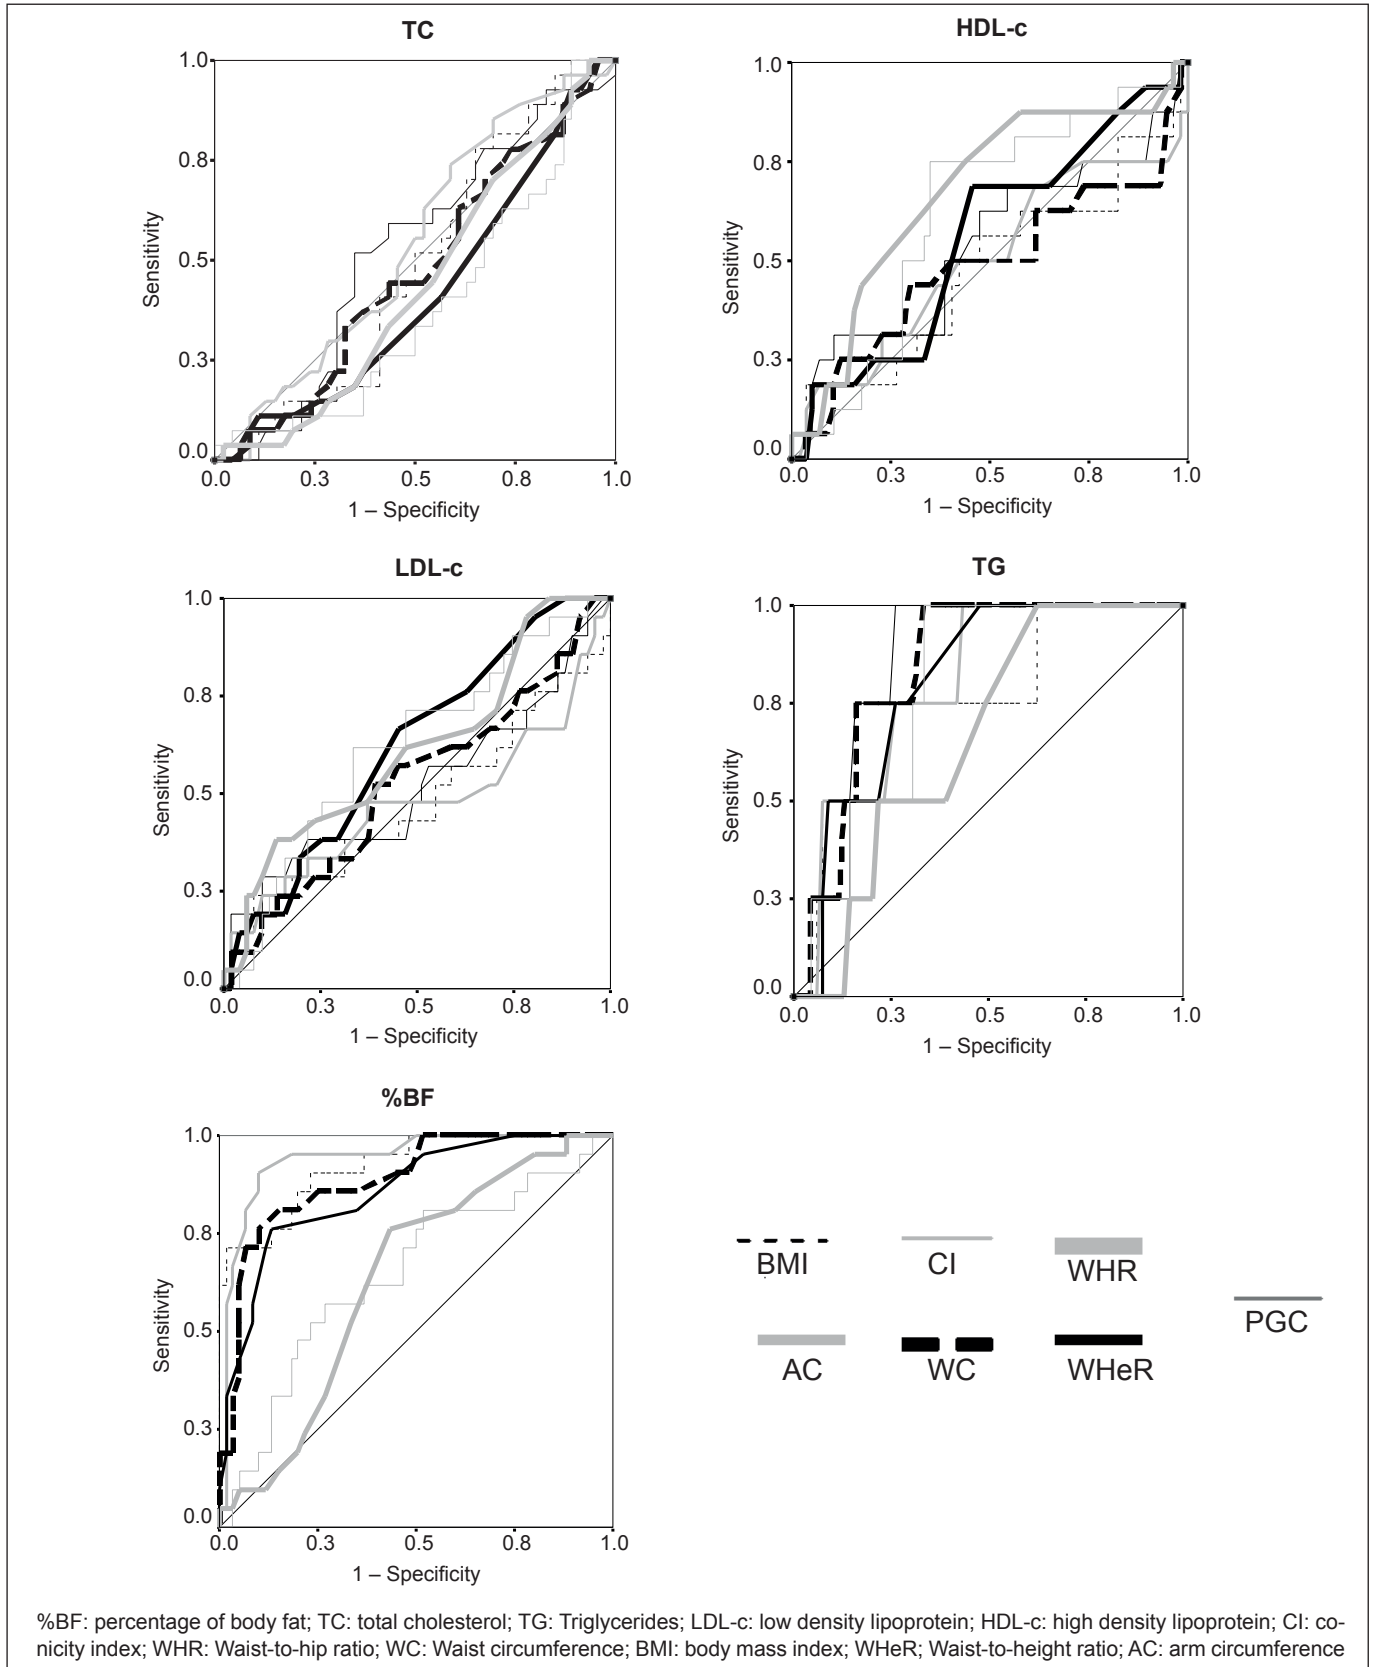 TC
1.0
0.8
0.5
0.3
0.0
Sensitivity
0.0 0.3 0.5 0.8 1.0
1 – Specificity
HDL-c
1.0
0.8
0.5
0.3
0.0
Sensitivity
0.0 0.3 0.5 0.8 1.0
1 – Specificity
LDL-c
1.0
0.8
0.5
0.3
0.0
Sensitivity
0.0 0.3 0.5 0.8 1.0
1 – Specificity
TG
1.0
0.8
0.5
0.3
0.0
Sensitivity
0.0 0.3 0.5 0.8 1.0
1 – Specificity
%BF
1.0
0.8
0.5
0.3
0.0
Sensitivity
0.0 0.3 0.5 0.8 1.0
1 – Specificity
BMI CI WHR
PGC
AC WC WHeR
%BF: percentage of body fat; TC: total cholesterol; TG: Triglycerides; LDL-c: low density lipoprotein; HDL-c: high density lipoprotein; CI: co-
nicity index; WHR: Waist-to-hip ratio; WC: Waist circumference; BMI: body mass index; WHeR; Waist-to-height ratio; AC: arm circumference